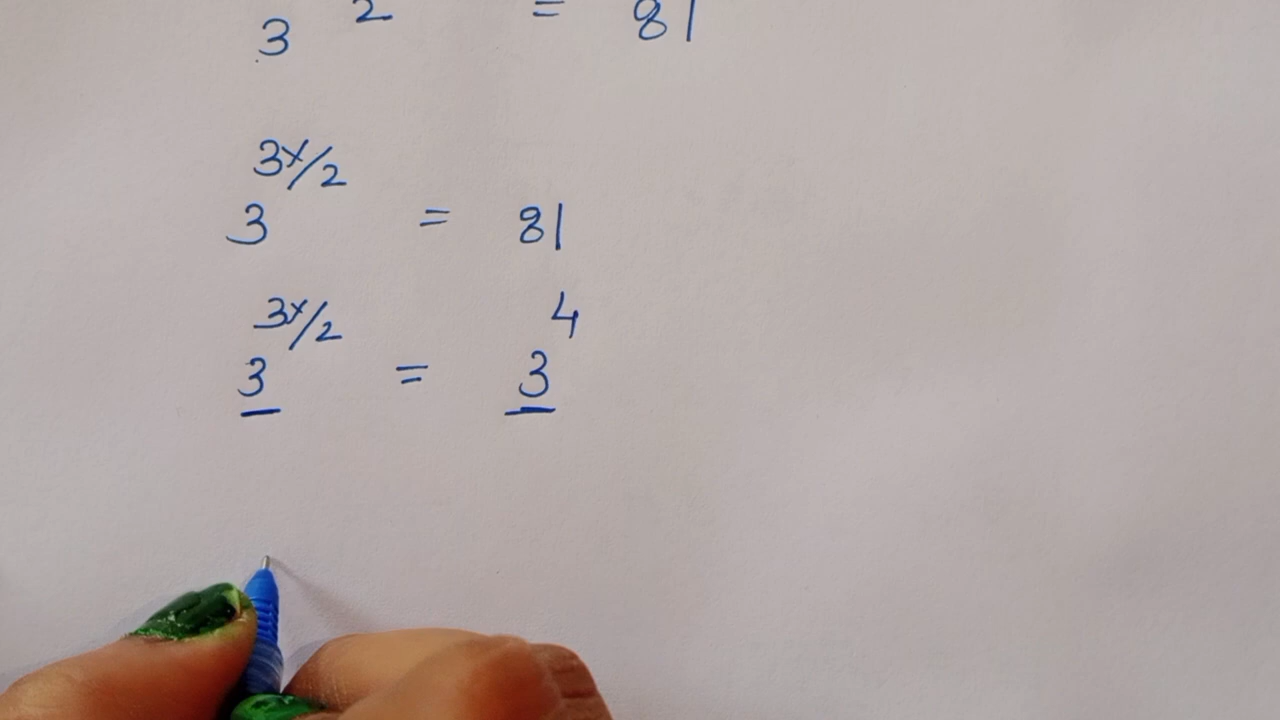 3 2 = 81
3^{3x/2} = 81
3^{3x/2} = 3^4